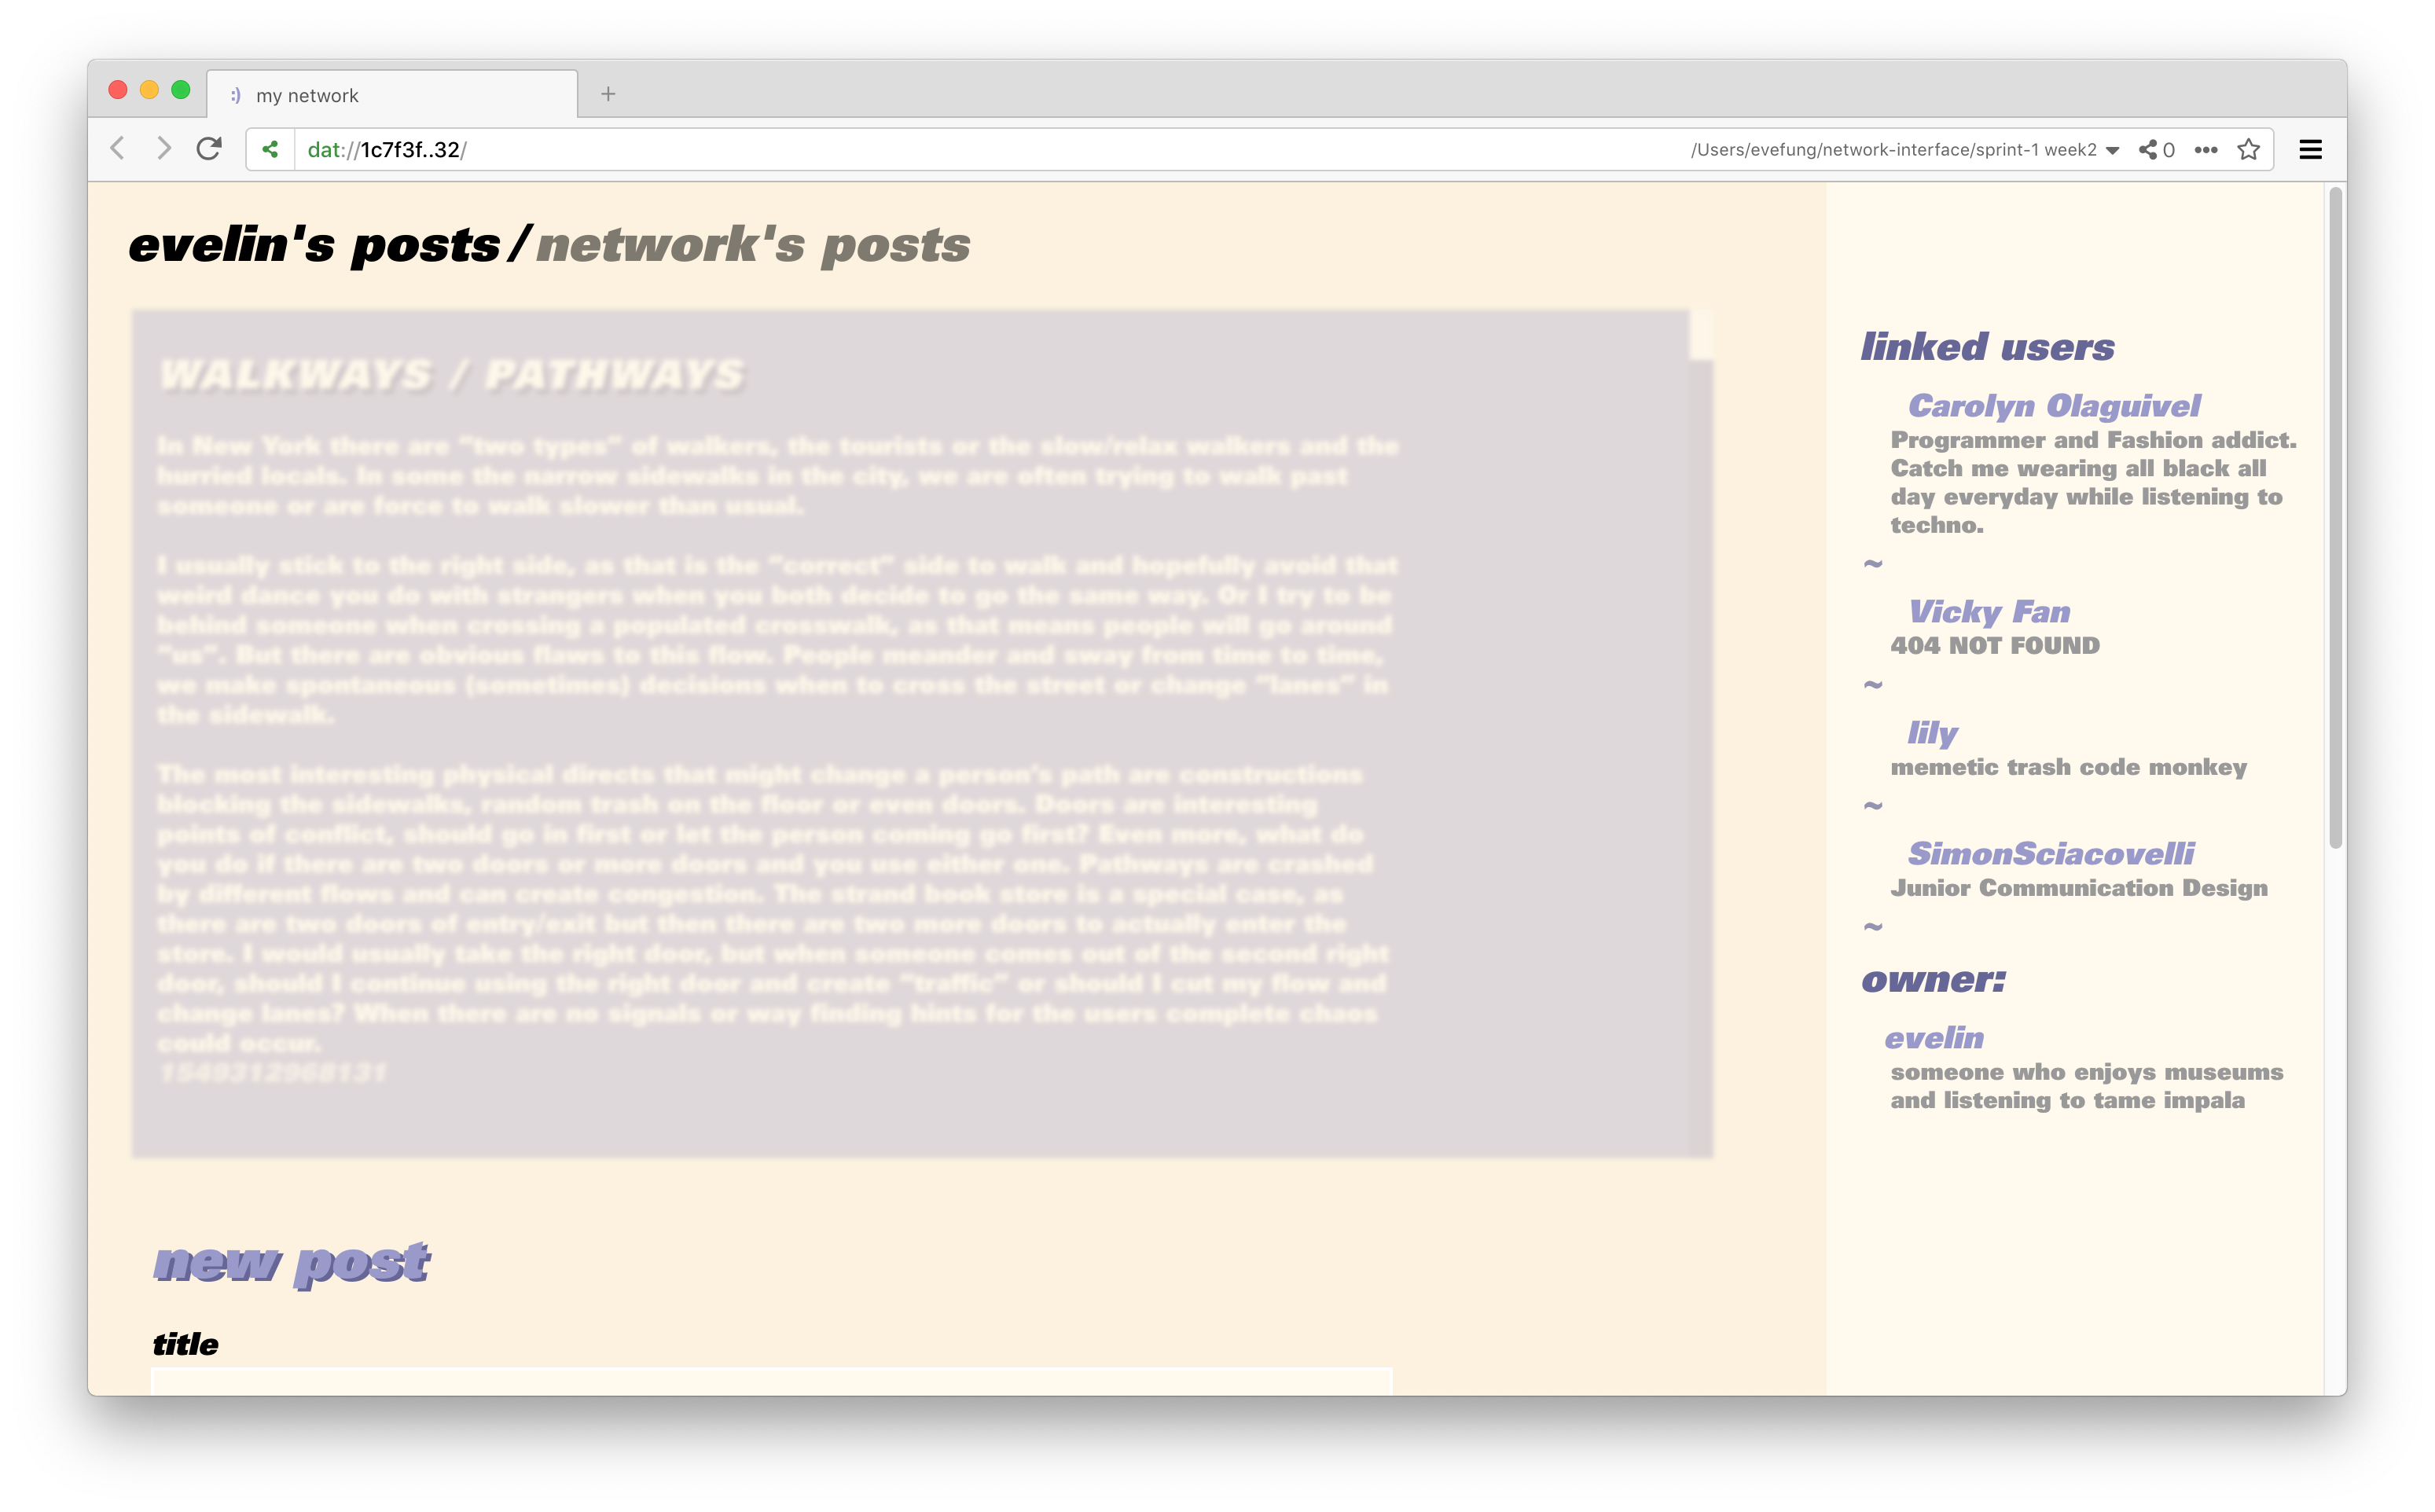 :) my network
dat://1c7f3f..32/
/Users/evefung/network-interface/sprint-1 week2
0
evelin's posts/network's posts
WALKWAYS / PATHWAYS
In New York there are “two types” of walkers, the tourists or the slow/relax walkers and the
hurried locals. In some the narrow sidewalks in the city, we are often trying to walk past
someone or are force to walk slower than usual.
I usually stick to the right side, as that is the “correct” side to walk and hopefully avoid that
weird dance you do with strangers when you both decide to go the same way. Or I try to be
behind someone when crossing a populated crosswalk, as that means people will go around
“us”. But there are obvious flaws to this flow. People meander and sway from time to time,
we make spontaneous (sometimes) decisions when to cross the street or change “lanes” in
the sidewalk.
The most interesting physical directs that might change a person’s path are constructions
blocking the sidewalks, random trash on the floor or even doors. Doors are interesting
points of conflict, should go in first or let the person coming go first? Even more, what do
you do if there are two doors or more doors and you use either one. Pathways are crashed
by different flows and can create congestion. The strand book store is a special case, as
there are two doors of entry/exit but then there are two more doors to actually enter the
store. I would usually take the right door, but when someone comes out of the second right
door, should I continue using the right door and create “traffic” or should I cut my flow and
change lanes? When there are no signals or way finding hints for the users complete chaos
could occur.
1549312968131
new post
title
linked users
Carolyn Olaguivel
Programmer and Fashion addict.
Catch me wearing all black all
day everyday while listening to
techno.
~
Vicky Fan
404 NOT FOUND
~
lily
memetic trash code monkey
~
SimonSciacovelli
Junior Communication Design
~
owner:
evelin
someone who enjoys museums
and listening to tame impala